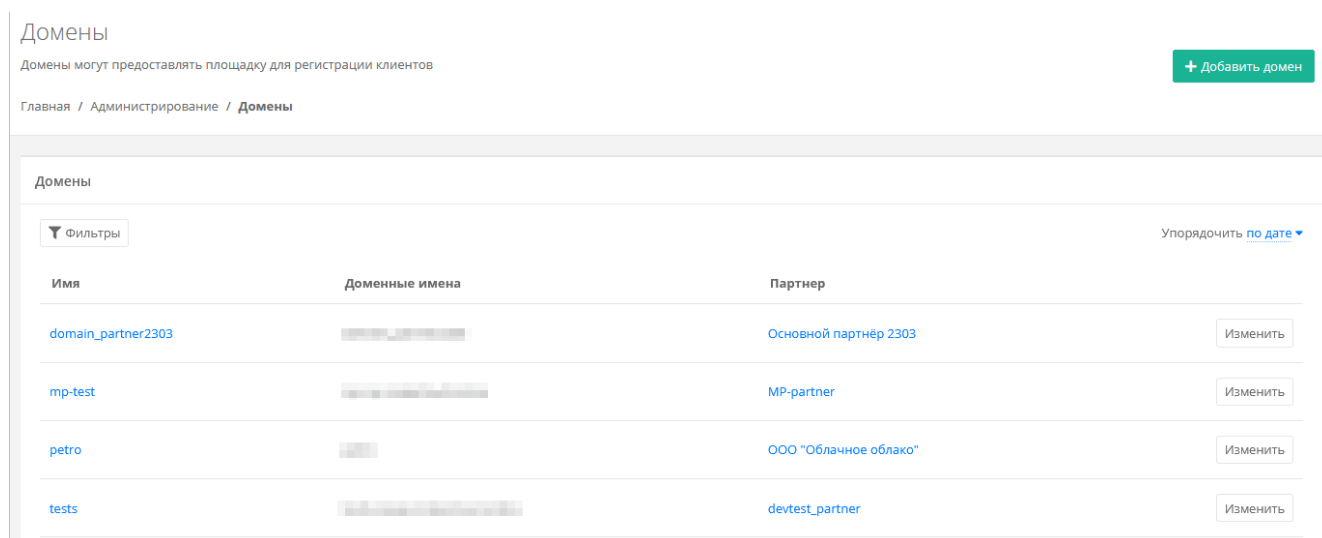 Домены
Домены могут предоставлять площадку для регистрации клиентов
+ Добавить домен
Главная / Администрирование / Домены
Домены
Фильтры
Упорядочить по дате
Имя Доменные имена Партнер
domain_partner2303 Основной партнёр 2303 Изменить
mp-test MP-partner Изменить
petro ООО "Облачное облако" Изменить
tests devtest_partner Изменить